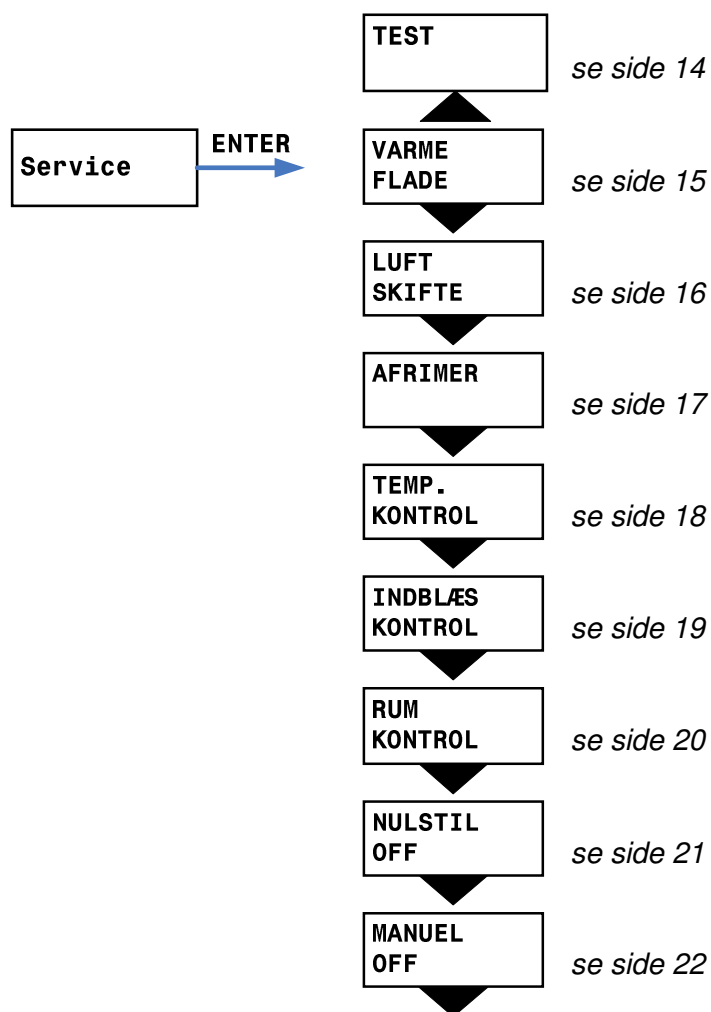 TEST
se side 14
Service
ENTER
VARME
FLADE
se side 15
LUFT
SKIFTE
se side 16
AFRIMER
se side 17
TEMP.
KONTROL
se side 18
INDBLÆS
KONTROL
se side 19
RUM
KONTROL
se side 20
NULSTIL
OFF
se side 21
MANUEL
OFF
se side 22